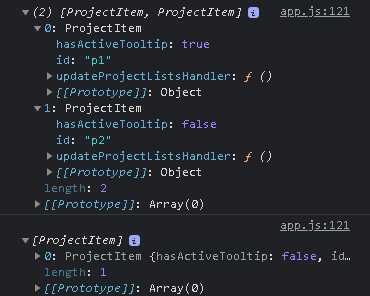 app.js:121
(2) [ProjectItem, ProjectItem] i
0: ProjectItem
hasActiveTooltip: true
id: "p1"
updateProjectListsHandler: ƒ ()
[[Prototype]]: Object
1: ProjectItem
hasActiveTooltip: false
id: "p2"
updateProjectListsHandler: ƒ ()
[[Prototype]]: Object
length: 2
[[Prototype]]: Array(0)
app.js:121
[ProjectItem] i
0: ProjectItem {hasActiveTooltip: false, id…
length: 1
[[Prototype]]: Array(0)